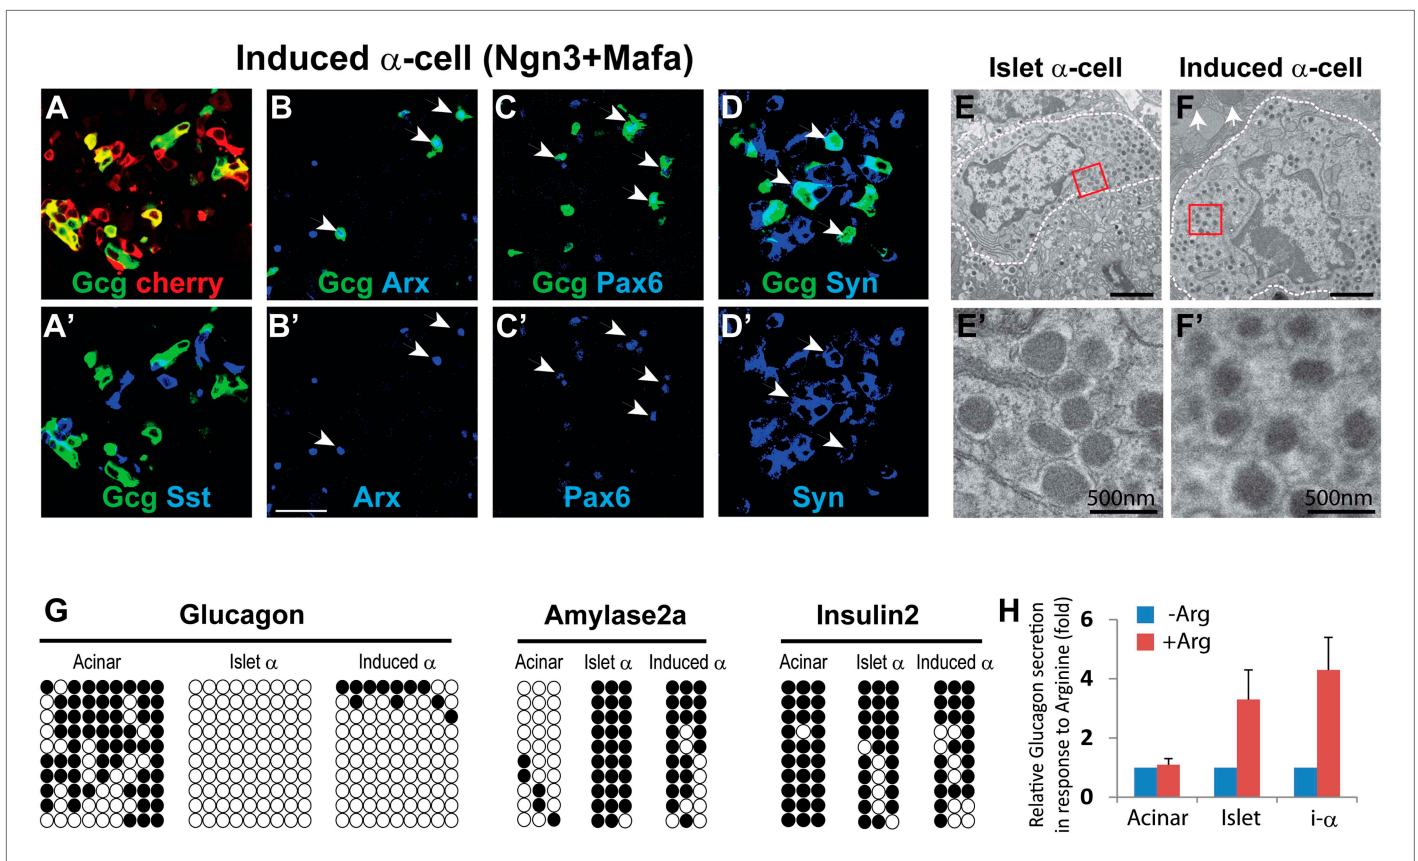 Induced α-cell (Ngn3+Mafa)
Islet α-cell
Induced α-cell
A
B
C
D
E
F
Gcg cherry
Gcg Arx
Gcg Pax6
Gcg Syn
A’
B’
C’
D’
E’
F’
Gcg Sst
Arx
Pax6
Syn
500nm
500nm
G
Glucagon
Amylase2a
Insulin2
Acinar
Islet α
Induced α
Acinar
Islet α
Induced α
Acinar
Islet α
Induced α
H
Relative Glucagon secretion
in response to Arginine (fold)
6
4
2
0
-Arg
+Arg
Acinar
Islet
i-α